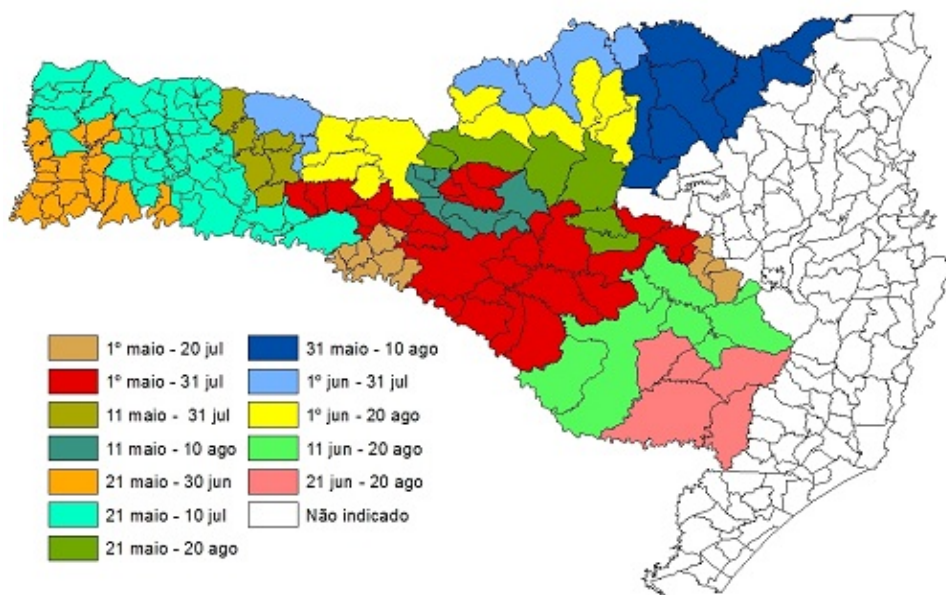 1º maio - 20 jul
1º maio - 31 jul
11 maio - 31 jul
11 maio - 10 ago
21 maio - 30 jun
21 maio - 10 jul
21 maio - 20 ago
31 maio - 10 ago
1º jun - 31 jul
1º jun - 20 ago
11 jun - 20 ago
21 jun - 20 ago
Não indicado